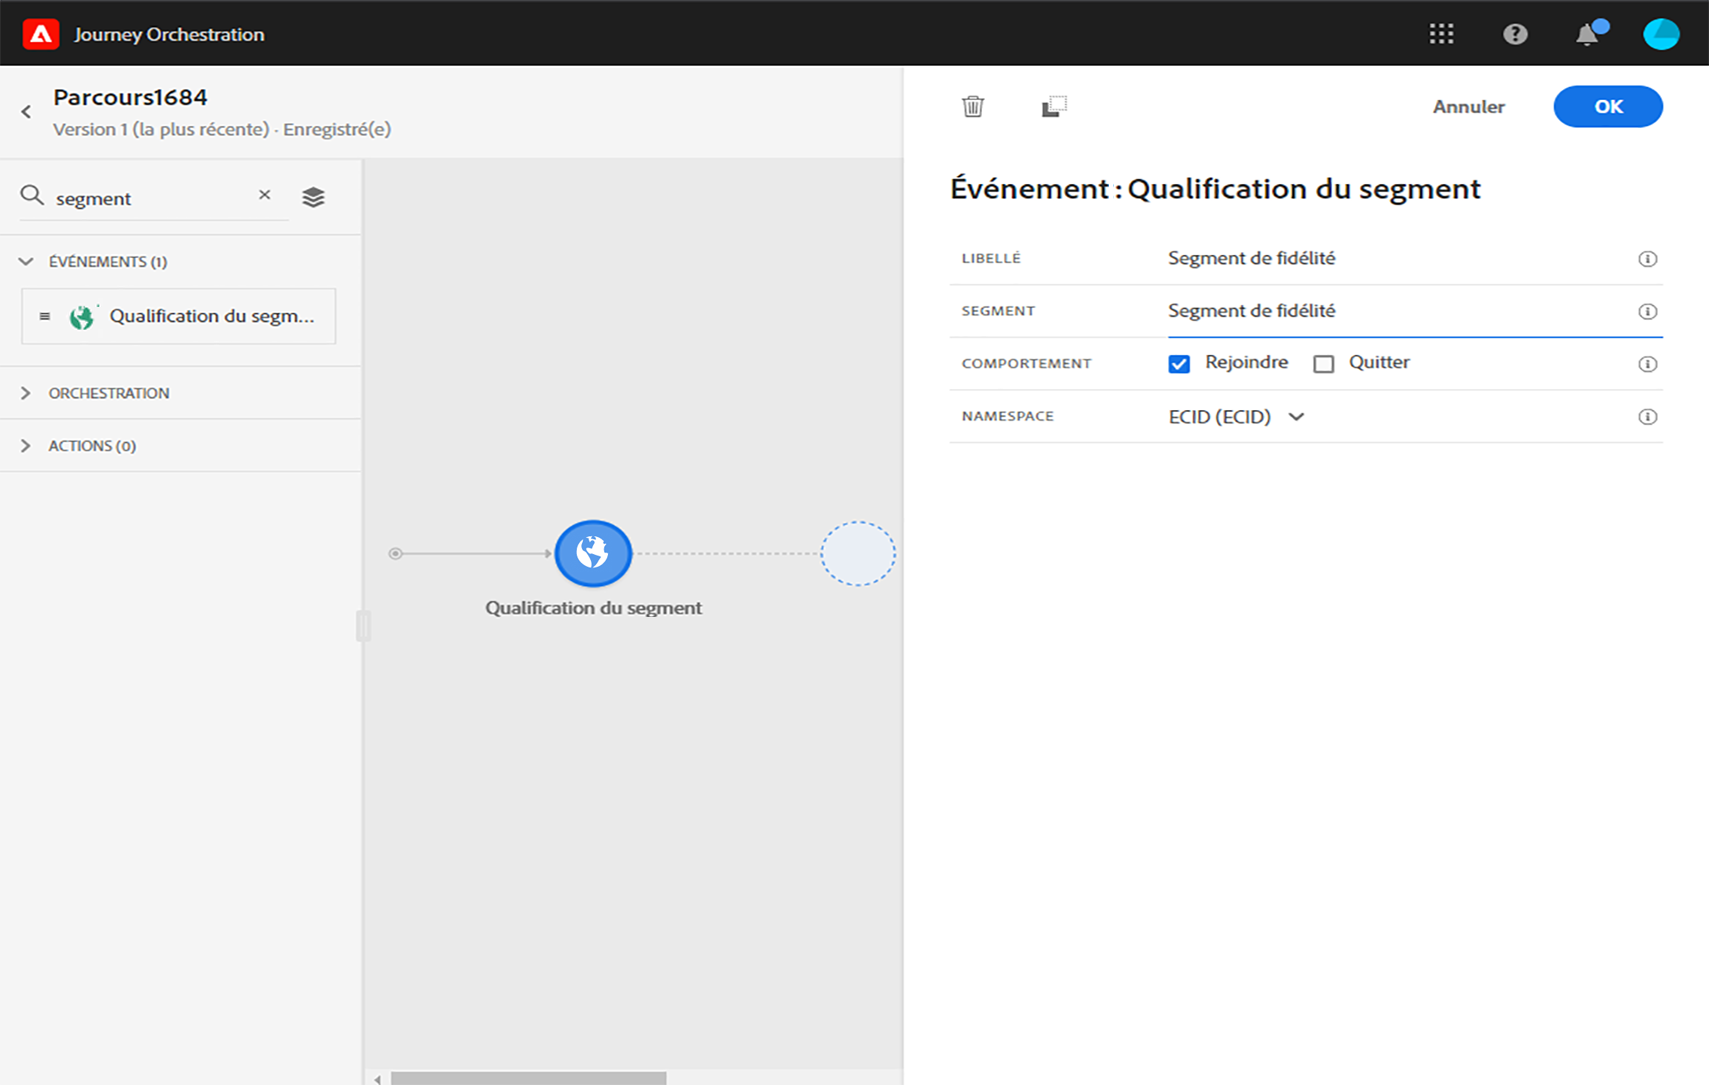 Journey Orchestration
Parcours1684
Version 1 (la plus récente) · Enregistré(e)
segment
ÉVÉNEMENTS (1)
Qualification du segm...
ORCHESTRATION
ACTIONS (0)
Qualification du segment
Annuler
OK
Événement : Qualification du segment
LIBELLÉ Segment de fidélité
SEGMENT Segment de fidélité
COMPORTEMENT Rejoindre Quitter
NAMESPACE ECID (ECID)